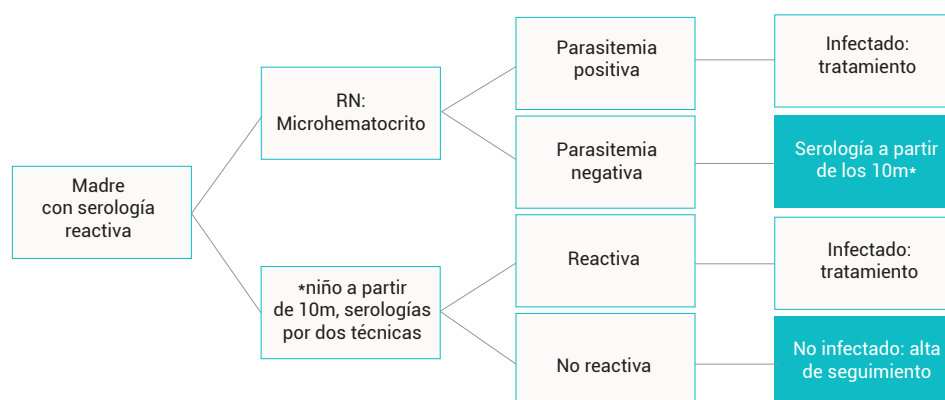 Madre
con serología
reactiva
RN:
Microhematocrito
Parasitemia
positiva
Infectado:
tratamiento
Parasitemia
negativa
Serología a partir
de los 10m*
*niño a partir
de 10m, serologías
por dos técnicas
Reactiva
Infectado:
tratamiento
No reactiva
No infectado: alta
de seguimiento